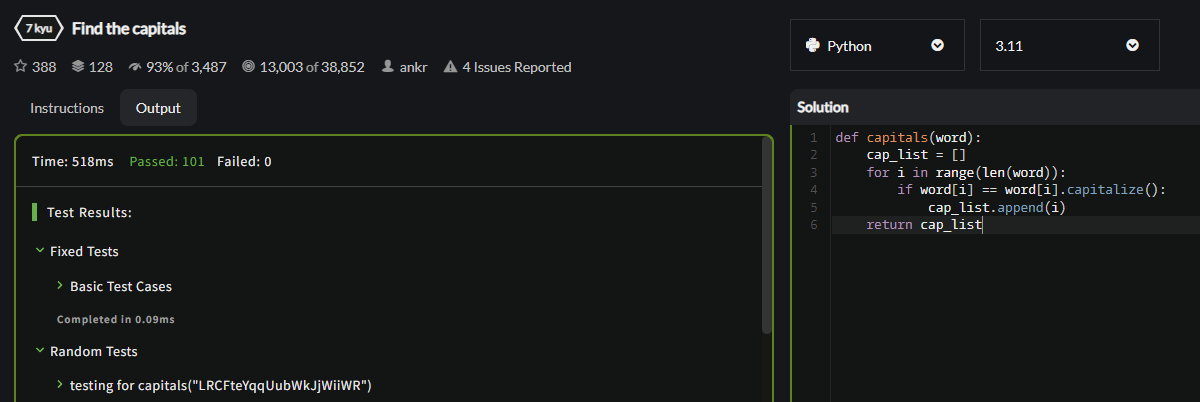 7 kyu Find the capitals
388 128 93% of 3,487 13,003 of 38,852 ankr 4 Issues Reported
Instructions Output
Time: 518ms Passed: 101 Failed: 0
Test Results:
Fixed Tests
Basic Test Cases
Completed in 0.09ms
Random Tests
testing for capitals("LRCFteYqqUubWkJjWiiWR")
Python 3.11
Solution
1 def capitals(word):
2     cap_list = []
3     for i in range(len(word)):
4         if word[i] == word[i].capitalize():
5             cap_list.append(i)
6     return cap_list